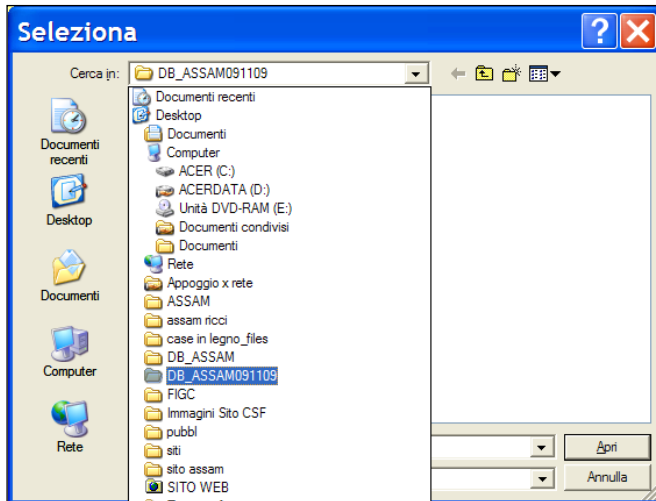 Seleziona
Cerca in: DB_ASSAM091109
Documenti recenti
Desktop
Documenti
Computer
ACER (C:)
ACERDATA (D:)
Unità DVD-RAM (E:)
Documenti condivisi
Documenti
Rete
Appoggio x rete
ASSAM
assam ricci
case in legno_files
DB_ASSAM
DB_ASSAM091109
FIGC
Immagini Sito CSF
pubbl
siti
sito assam
SITO WEB
Documenti
recenti
Desktop
Documenti
Computer
Rete
Apri
Annulla